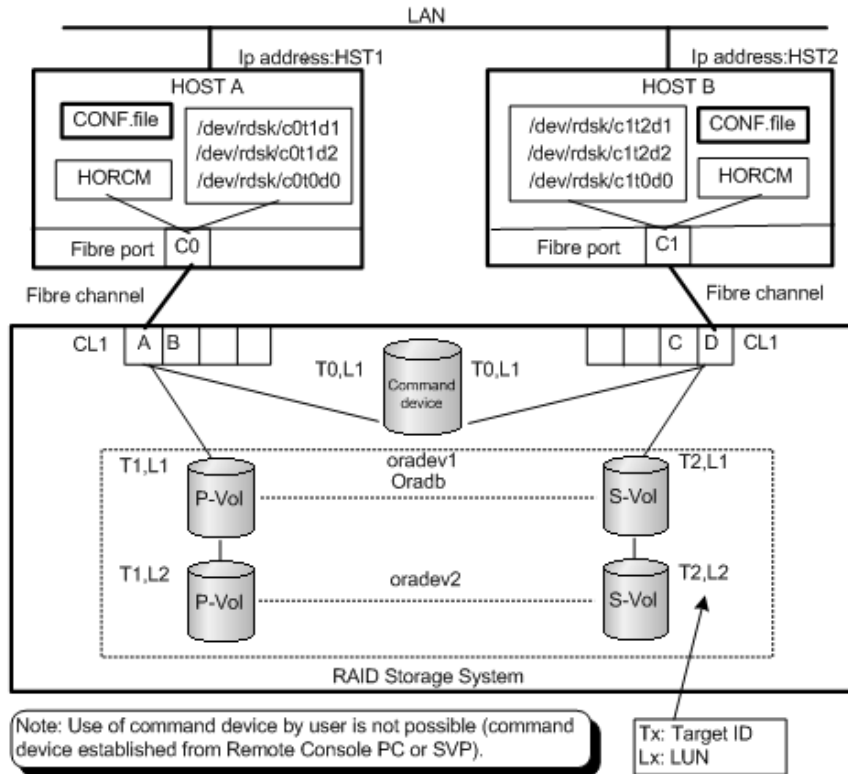 LAN
Ip address:HST1
Ip address:HST2
HOST A
CONF.file
/dev/rdsk/c0t1d1
/dev/rdsk/c0t1d2
/dev/rdsk/c0t0d0
HORCM
Fibre port
C0
HOST B
/dev/rdsk/c1t2d1
/dev/rdsk/c1t2d2
/dev/rdsk/c1t0d0
CONF.file
HORCM
Fibre port
C1
Fibre channel
Fibre channel
CL1
A
B
C
D
CL1
T0,L1
Command
device
T0,L1
T1,L1
P-Vol
oradev1
Oradb
S-Vol
T2,L1
T1,L2
P-Vol
oradev2
S-Vol
T2,L2
RAID Storage System
Note: Use of command device by user is not possible (command
device established from Remote Console PC or SVP).
Tx: Target ID
Lx: LUN